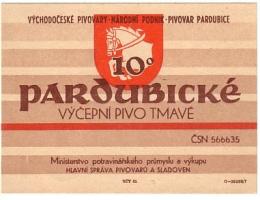 VÝCHODOČESKÉ PIVOVARY - NÁRODNÍ PODNIK - PIVOVAR PARDUBICE
10°
PARDUBICKÉ
VÝČEPNÍ PIVO TMAVÉ
ČSN 566635
Ministerstvo potravinářského průmyslu a výkupu
HLAVNÍ SPRÁVA PIVOVARŮ A SLADOVEN